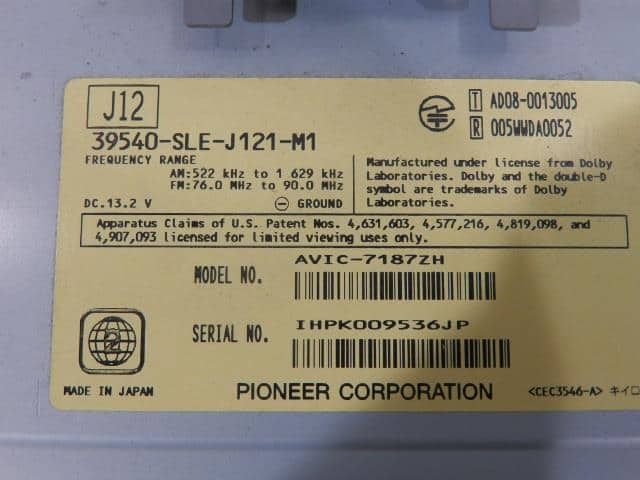 J12
T AD08-0013005
R 005WWDA0052
39540-SLE-J121-M1
FREQUENCY RANGE
AM:522 kHz to 1 629 kHz
FM:76.0 MHz to 90.0 MHz
DC.13.2 V ⊖ GROUND
Manufactured under license from Dolby
Laboratories. Dolby and the double-D
symbol are trademarks of Dolby
Laboratories.
Apparatus Claims of U.S. Patent Nos. 4,631,603, 4,577,216, 4,819,098, and
4,907,093 licensed for limited viewing uses only.
AVIC-7187ZH
MODEL NO.
IHPK009536JP
SERIAL NO.
2
MADE IN JAPAN
PIONEER CORPORATION
<CEC3546-A> キイロ